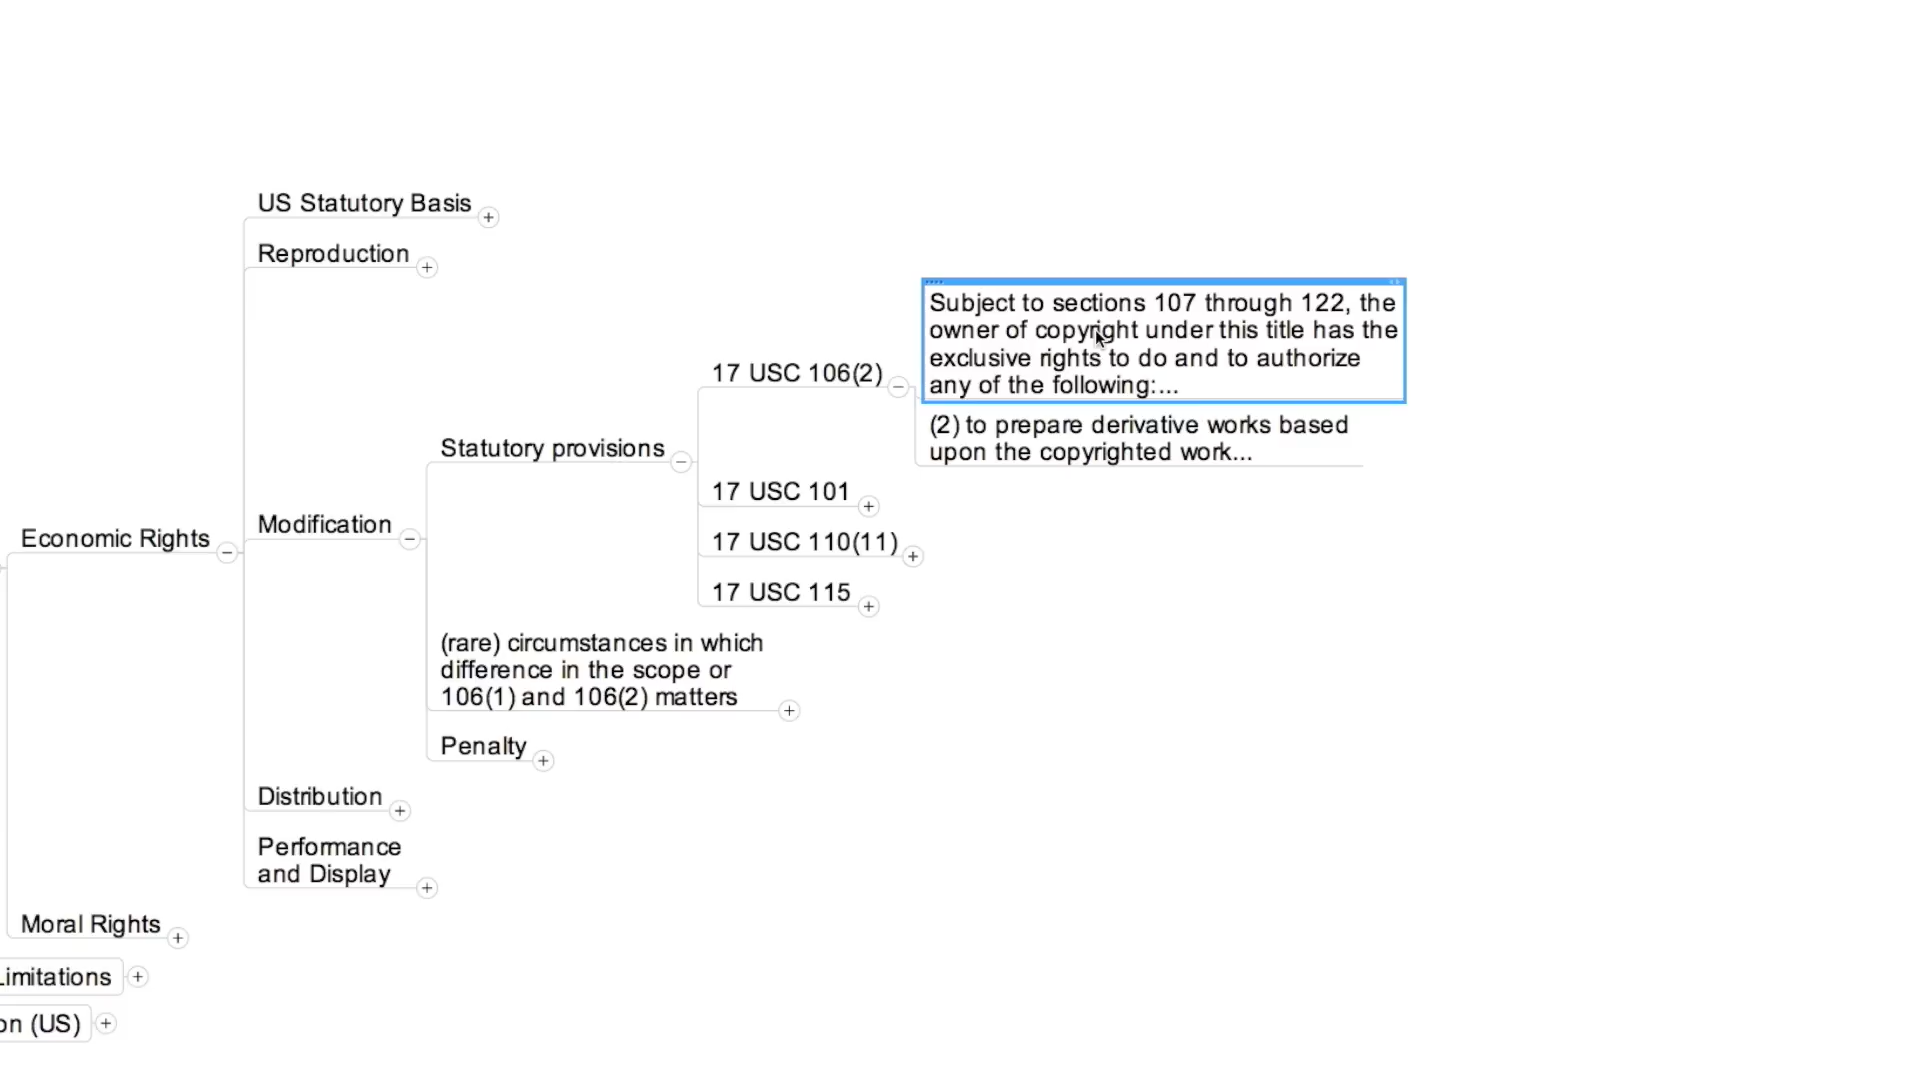 US Statutory Basis
Reproduction
Subject to sections 107 through 122, the
owner of copyright under this title has the
exclusive rights to do and to authorize
any of the following:...
17 USC 106(2)
(2) to prepare derivative works based
upon the copyrighted work...
Statutory provisions
17 USC 101
Modification
Economic Rights
17 USC 110(11)
17 USC 115
(rare) circumstances in which
difference in the scope or
106(1) and 106(2) matters
Penalty
Distribution
Performance
and Display
Moral Rights
Limitations
on (US)